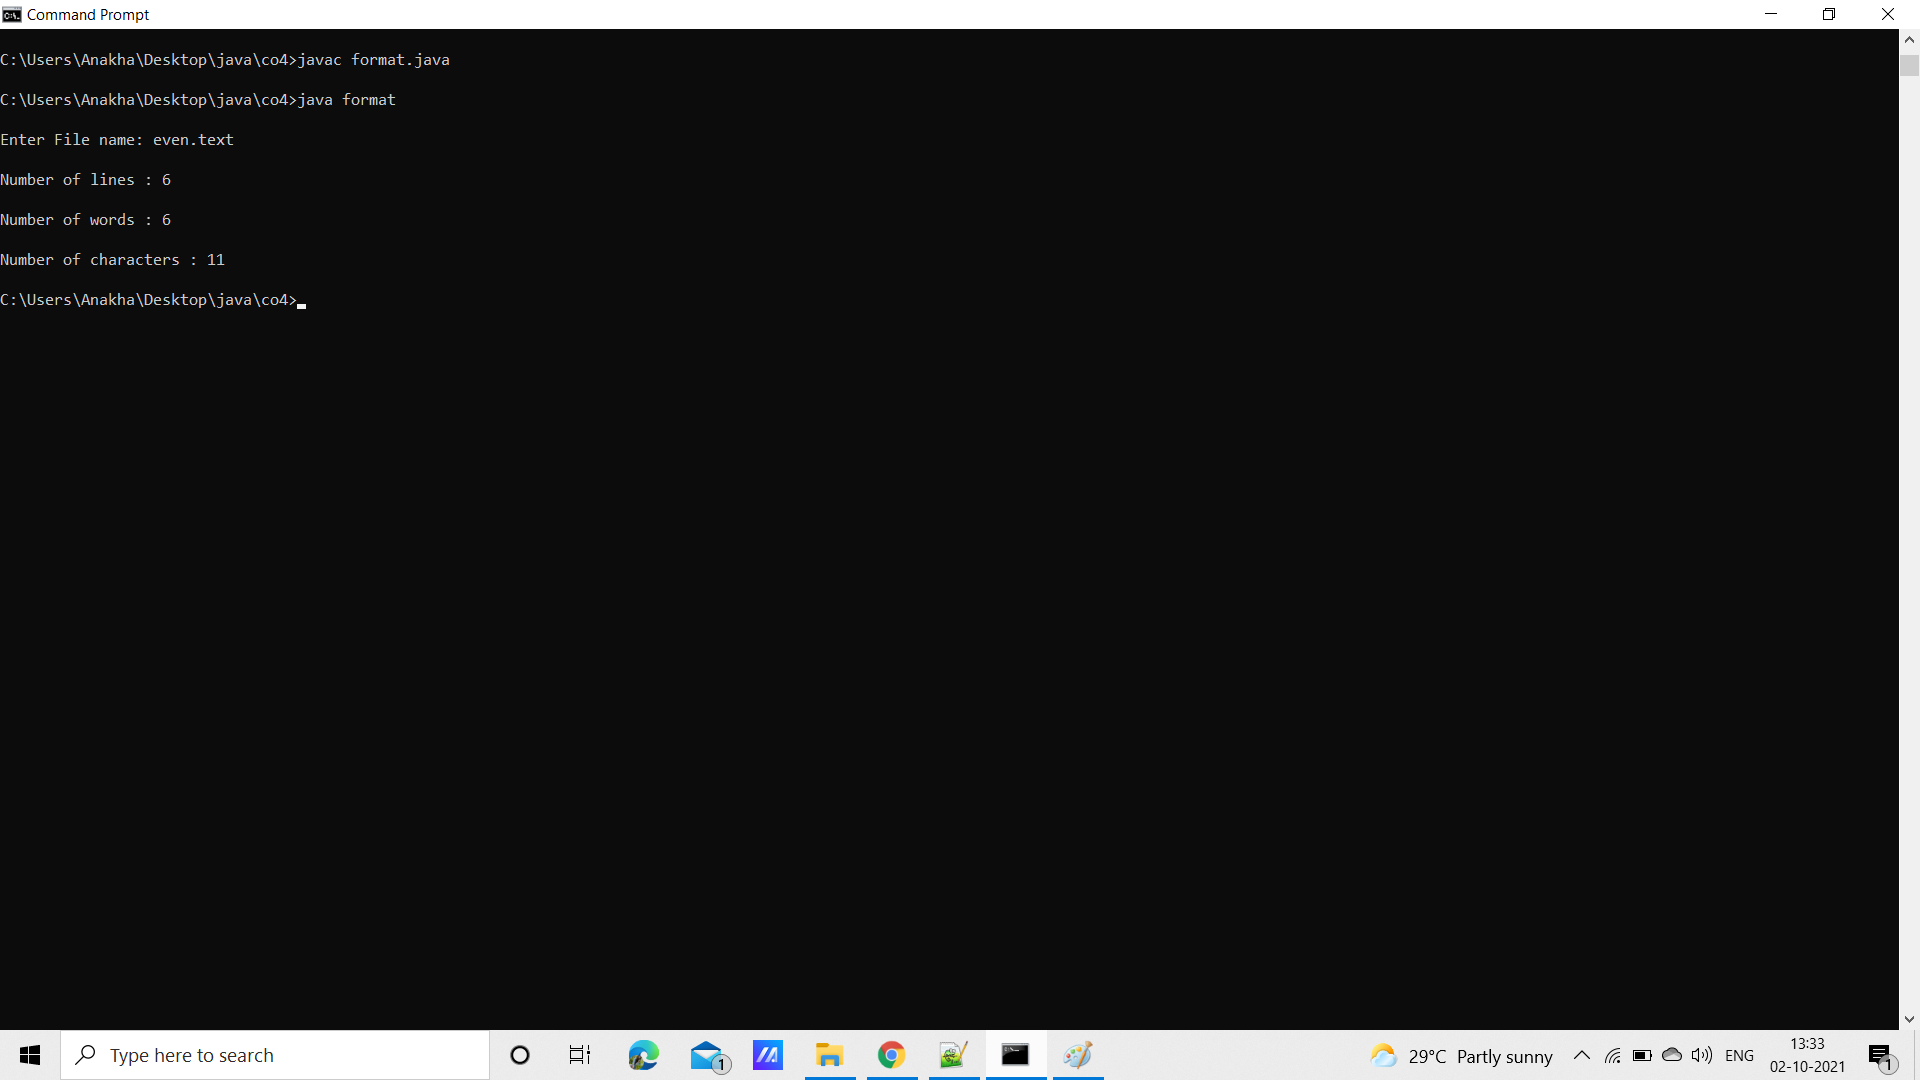 Command Prompt
C:\Users\Anakha\Desktop\java\co4>javac format.java
C:\Users\Anakha\Desktop\java\co4>java format
Enter File name: even.text
Number of lines : 6
Number of words : 6
Number of characters : 11
C:\Users\Anakha\Desktop\java\co4>
Type here to search
1
29°C Partly sunny
ENG
13:33
02-10-2021
1